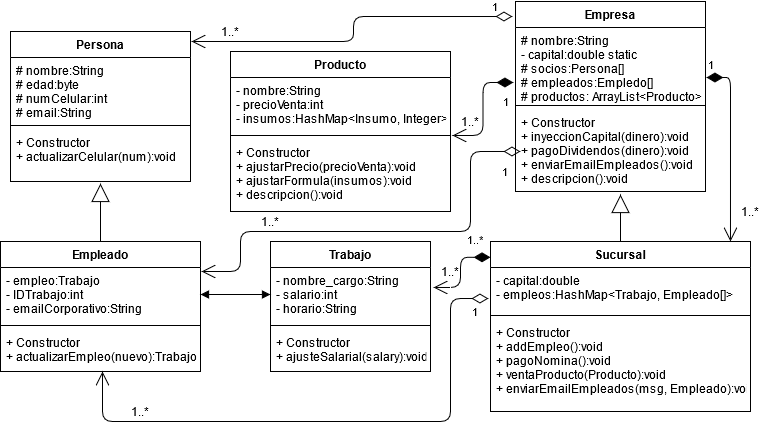 Persona
# nombre:String
# edad:byte
# numCelular:int
# email:String
+ Constructor
+ actualizarCelular(num):void
1..*
1
Producto
- nombre:String
- precioVenta:int
- insumos:HashMap<Insumo, Integer>
+ Constructor
+ ajustarPrecio(precioVenta):void
+ ajustarFormula(insumos):void
+ descripcion():void
1..*
1
Empresa
# nombre:String
- capital:double static
# socios:Persona[]
# empleados:Empledo[]
# productos: ArrayList<Producto>
+ Constructor
+ inyeccionCapital(dinero):void
+ pagoDividendos(dinero):void
+ enviarEmailEmpleados():void
+ descripcion():void
1
1..*
1
1..*
Empleado
- empleo:Trabajo
- IDTrabajo:int
- emailCorporativo:String
+ Constructor
+ actualizarEmpleo(nuevo):Trabajo
Trabajo
- nombre_cargo:String
- salario:int
- horario:String
+ Constructor
+ ajusteSalarial(salary):void
1..*
1..*
1
Sucursal
- capital:double
- empleos:HashMap<Trabajo, Empleado[]>
+ Constructor
+ addEmpleo():void
+ pagoNomina():void
+ ventaProducto(Producto):void
+ enviarEmailEmpleados(msg, Empleado):vo
1..*